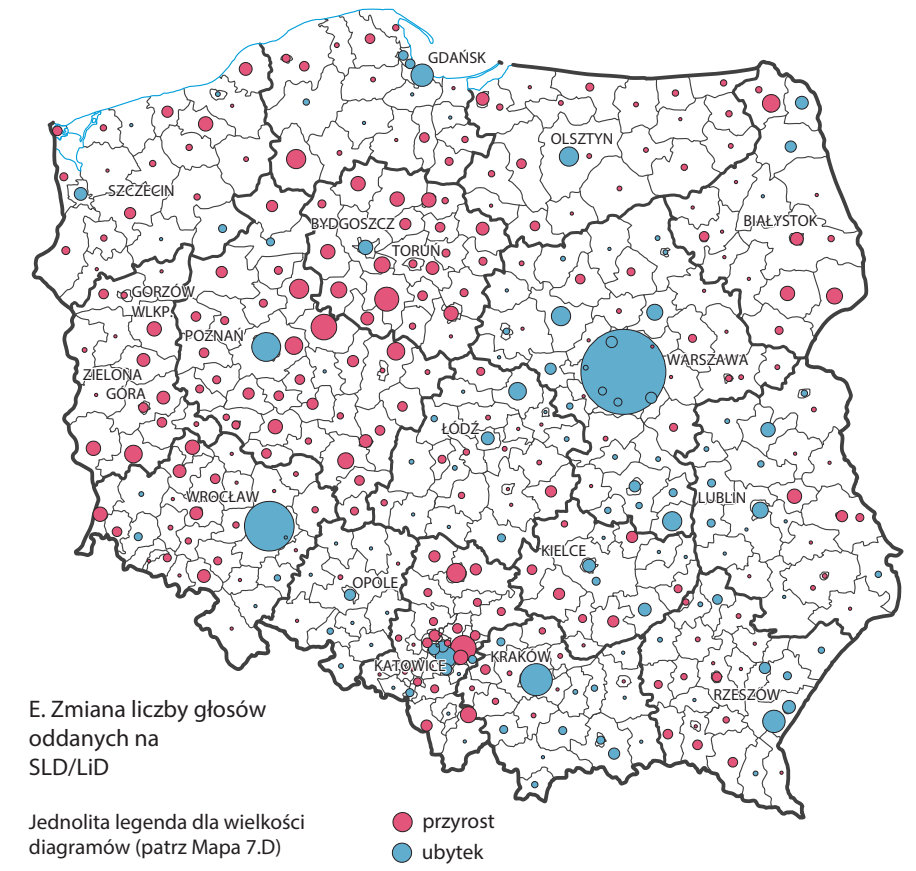 GDAŃSK
OLSZTYN
SZCZECIN
BYDGOSZCZ
BIAŁYSTOK
TORUŃ
GORZÓW
WLKP.
POZNAŃ
WARSZAWA
ZIELONA
GÓRA
ŁÓDŹ
WROCŁAW
LUBLIN
KIELCE
OPOLE
KRAKÓW
KATOWICE
RZESZÓW
E. Zmiana liczby głosów
oddanych na
SLD/LiD
Jednolita legenda dla wielkości
diagramów (patrz Mapa 7.D)
przyrost
ubytek